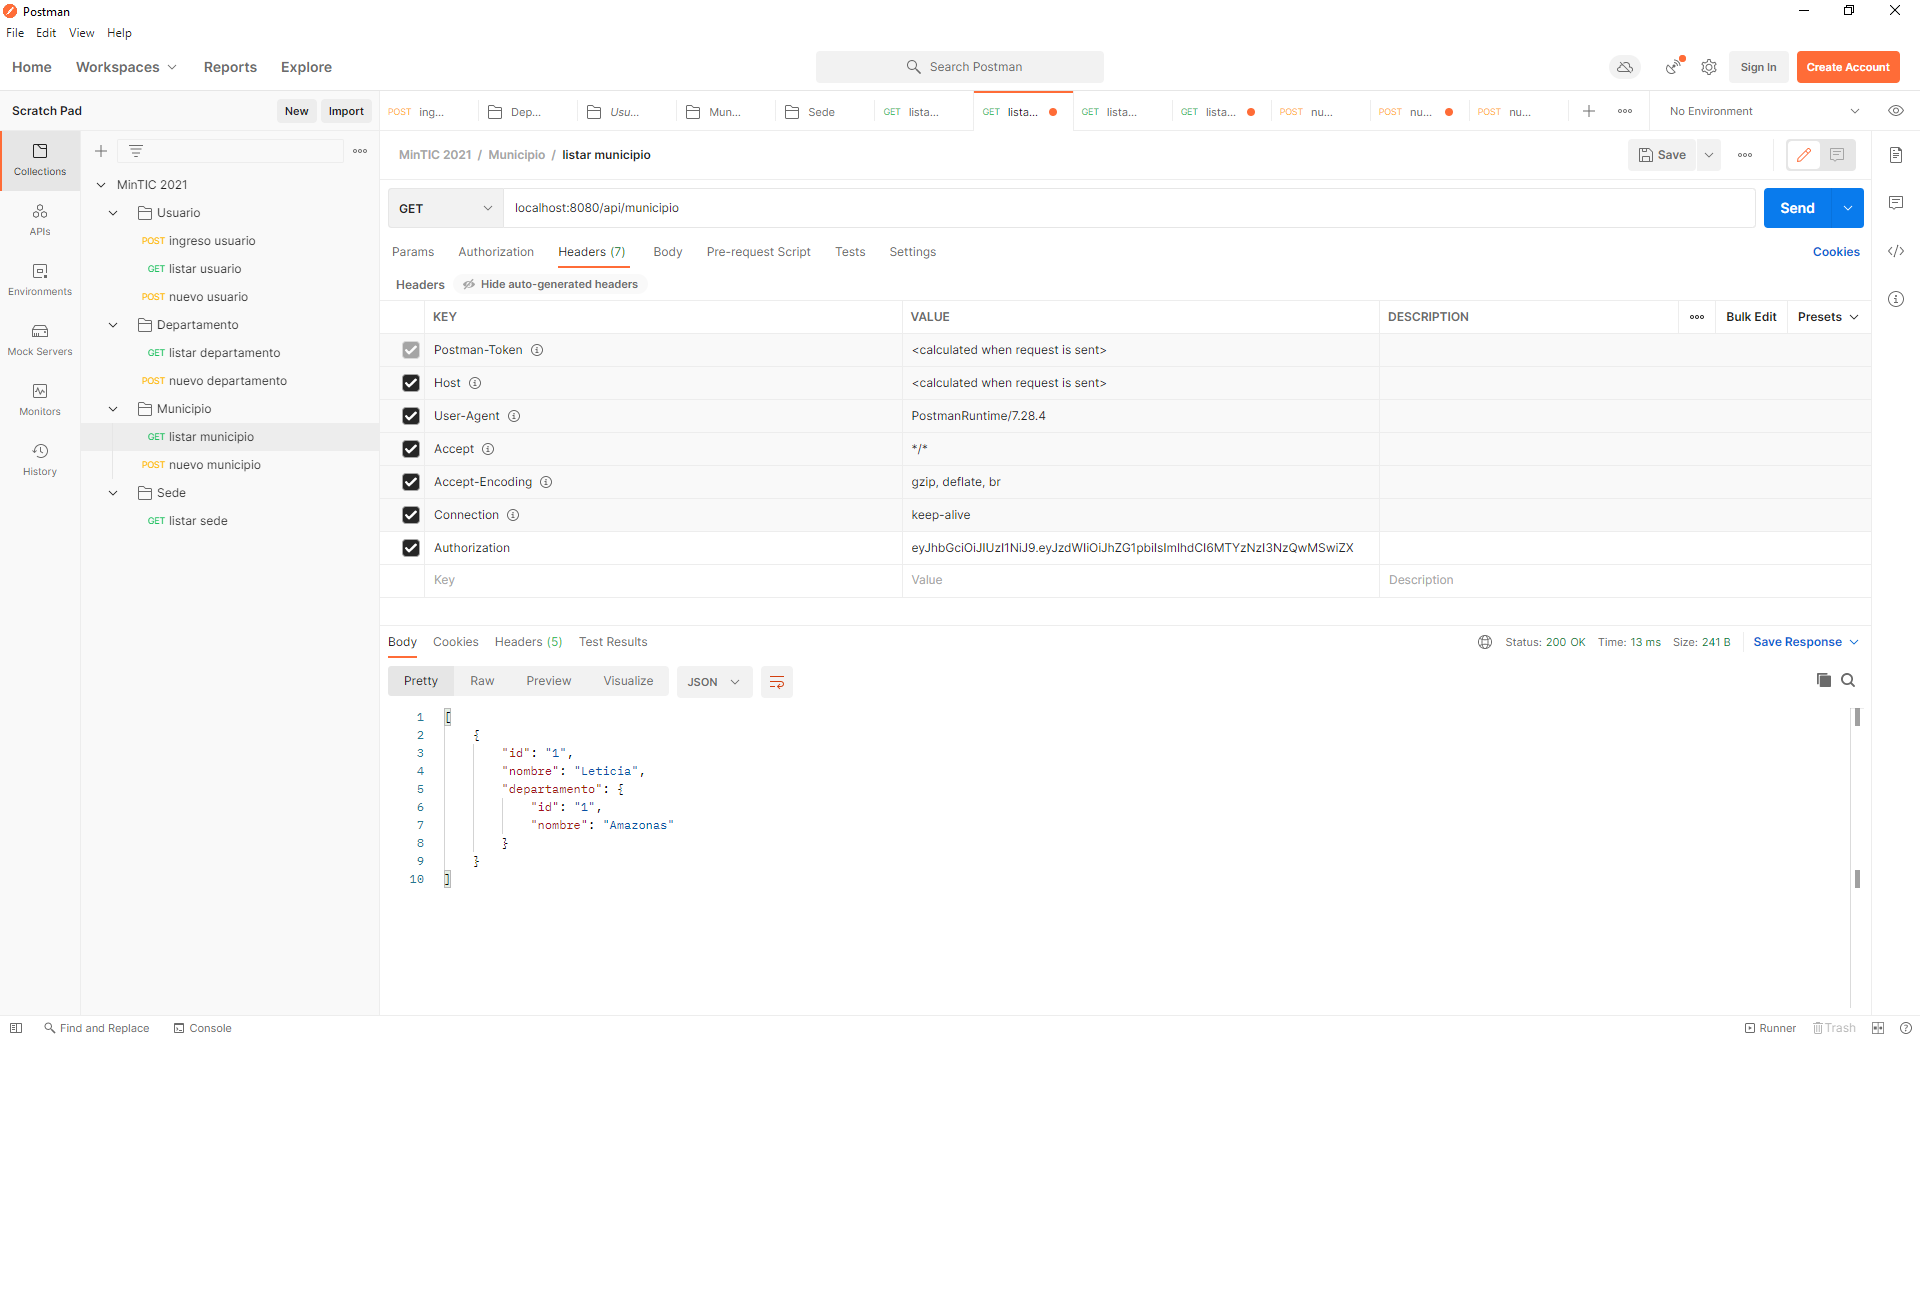 Postman
File Edit View Help
Home Workspaces Reports Explore Search Postman Sign In Create Account
Scratch Pad New Import
POST ing... Dep... Usu... Mun... Sede GET lista... GET lista... GET lista... GET lista... POST nu... POST nu... POST nu... No Environment
Collections
APIs
Environments
Mock Servers
Monitors
History
MinTIC 2021
Usuario
POST ingreso usuario
GET listar usuario
POST nuevo usuario
Departamento
GET listar departamento
POST nuevo departamento
Municipio
GET listar municipio
POST nuevo municipio
Sede
GET listar sede
MinTIC 2021 / Municipio / listar municipio Save
GET localhost:8080/api/municipio Send
Params Authorization Headers (7) Body Pre-request Script Tests Settings Cookies
Headers Hide auto-generated headers
KEY VALUE DESCRIPTION Bulk Edit Presets
Postman-Token <calculated when request is sent>
Host <calculated when request is sent>
User-Agent PostmanRuntime/7.28.4
Accept */*
Accept-Encoding gzip, deflate, br
Connection keep-alive
Authorization
Key Value Description
Body Cookies Headers (5) Test Results Status: 200 OK Time: 13 ms Size: 241 B Save Response
Pretty Raw Preview Visualize JSON
1 [
2 {
3 "id": "1",
4 "nombre": "Leticia",
5 "departamento": {
6 "id": "1",
7 "nombre": "Amazonas"
8 }
9 }
10 ]
Find and Replace Console Runner Trash